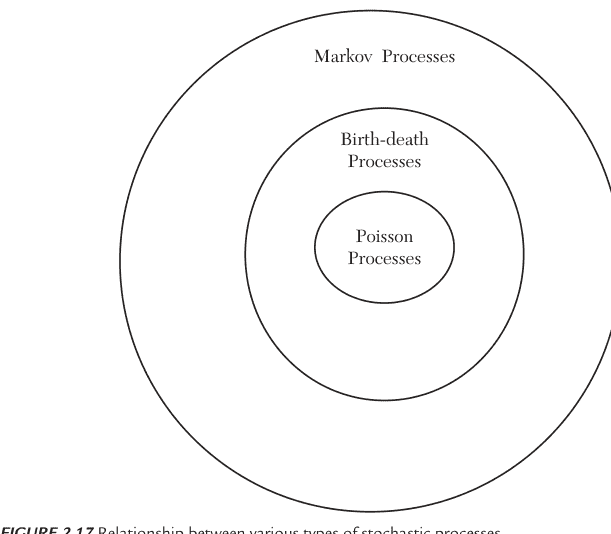 Markov Processes
Birth-death
Processes
Poisson
Processes
FIGURE 2.17 Relationship between various types of stochastic processes